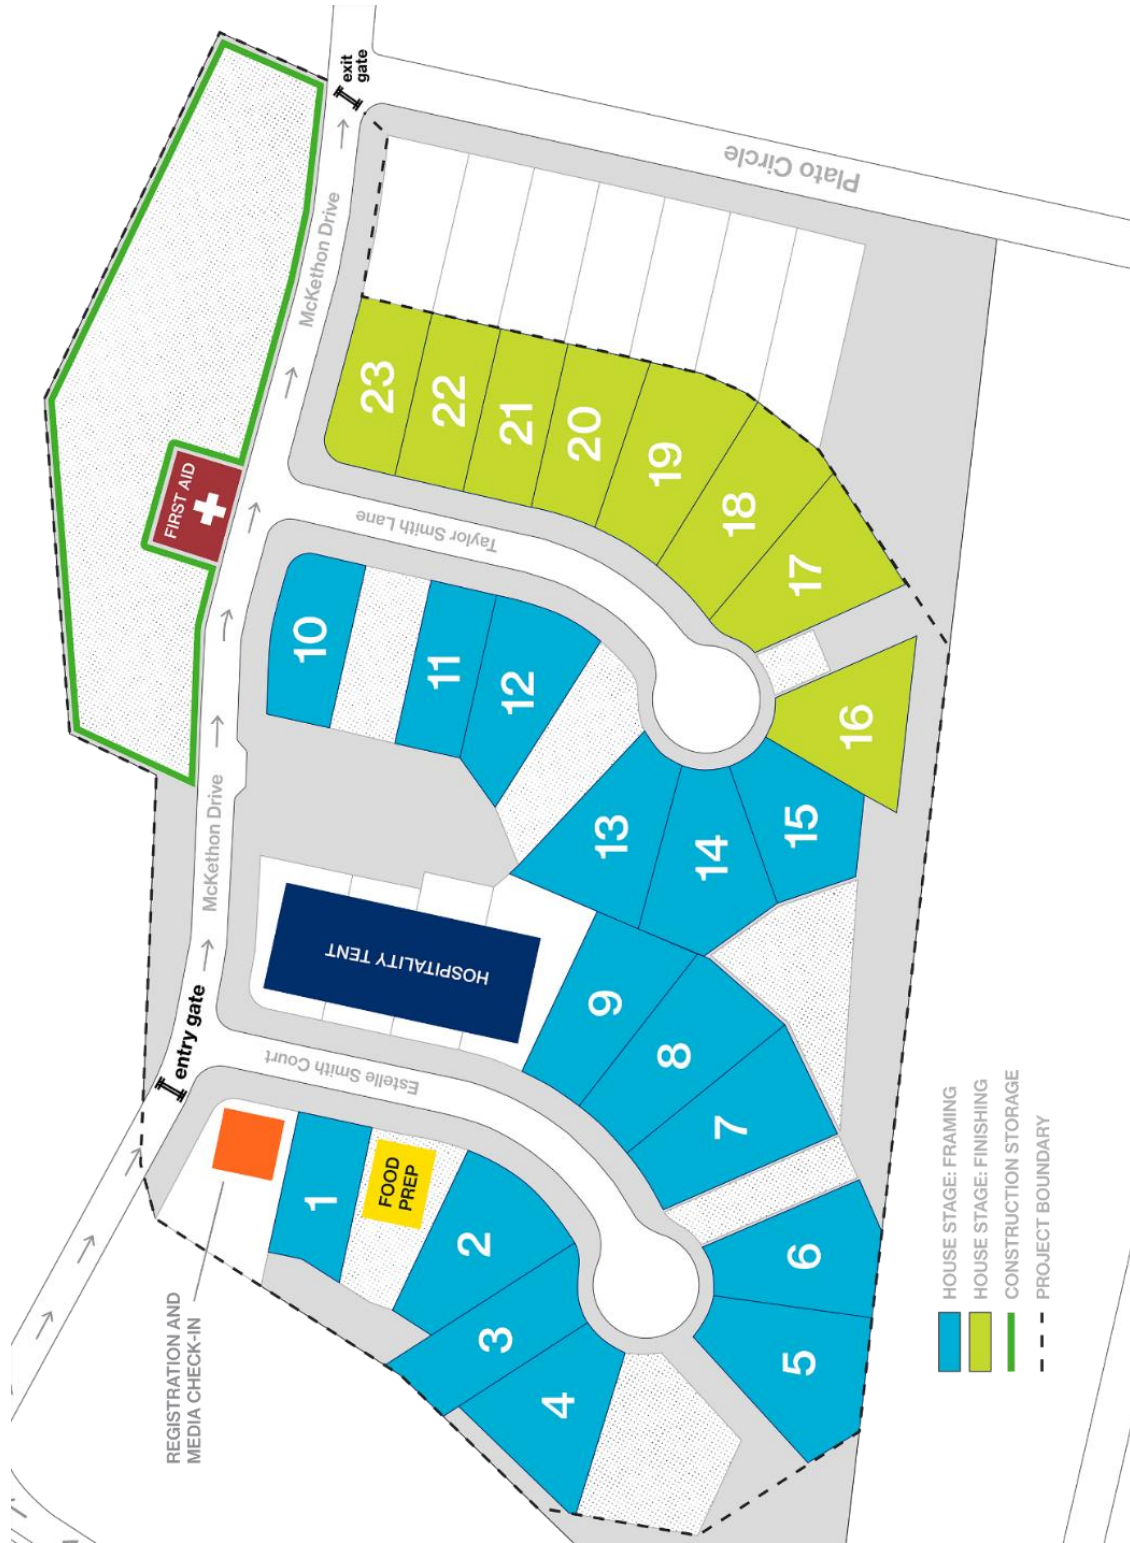 exit
gate
Plato Circle
McKethon Drive
FIRST AID
23
22
21
20
19
18
17
16
Taylor Smith Lane
10
11
12
13
14
15
McKethon Drive
HOSPITALITY TENT
9
8
7
6
5
entry gate
Estelle Smith Court
1
FOOD
PREP
2
3
4
REGISTRATION AND
MEDIA CHECK-IN
HOUSE STAGE: FRAMING
HOUSE STAGE: FINISHING
CONSTRUCTION STORAGE
PROJECT BOUNDARY